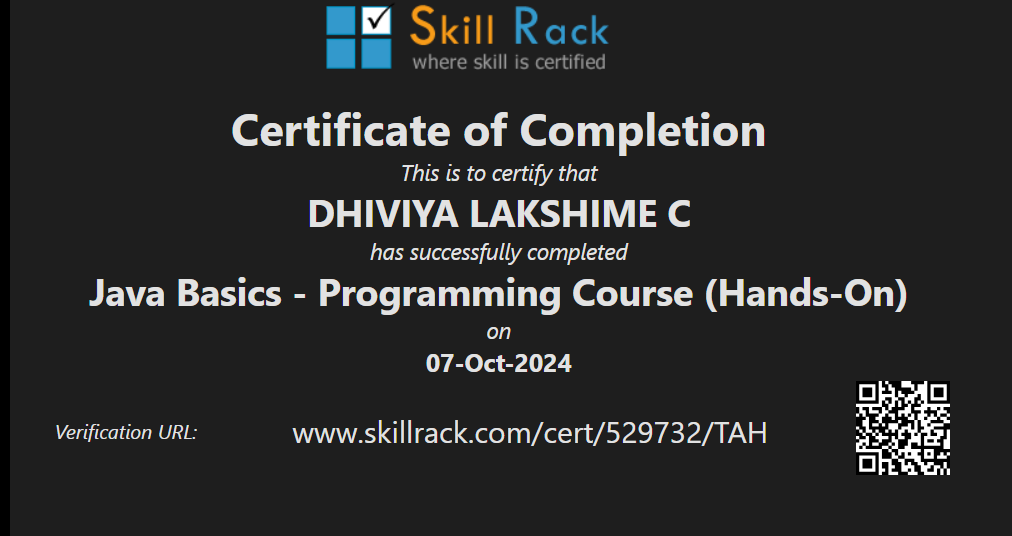 Skill Rack
where skill is certified
Certificate of Completion
This is to certify that
DHIVIYA LAKSHIME C
has successfully completed
Java Basics - Programming Course (Hands-On)
on
07-Oct-2024
Verification URL: www.skillrack.com/cert/529732/TAH